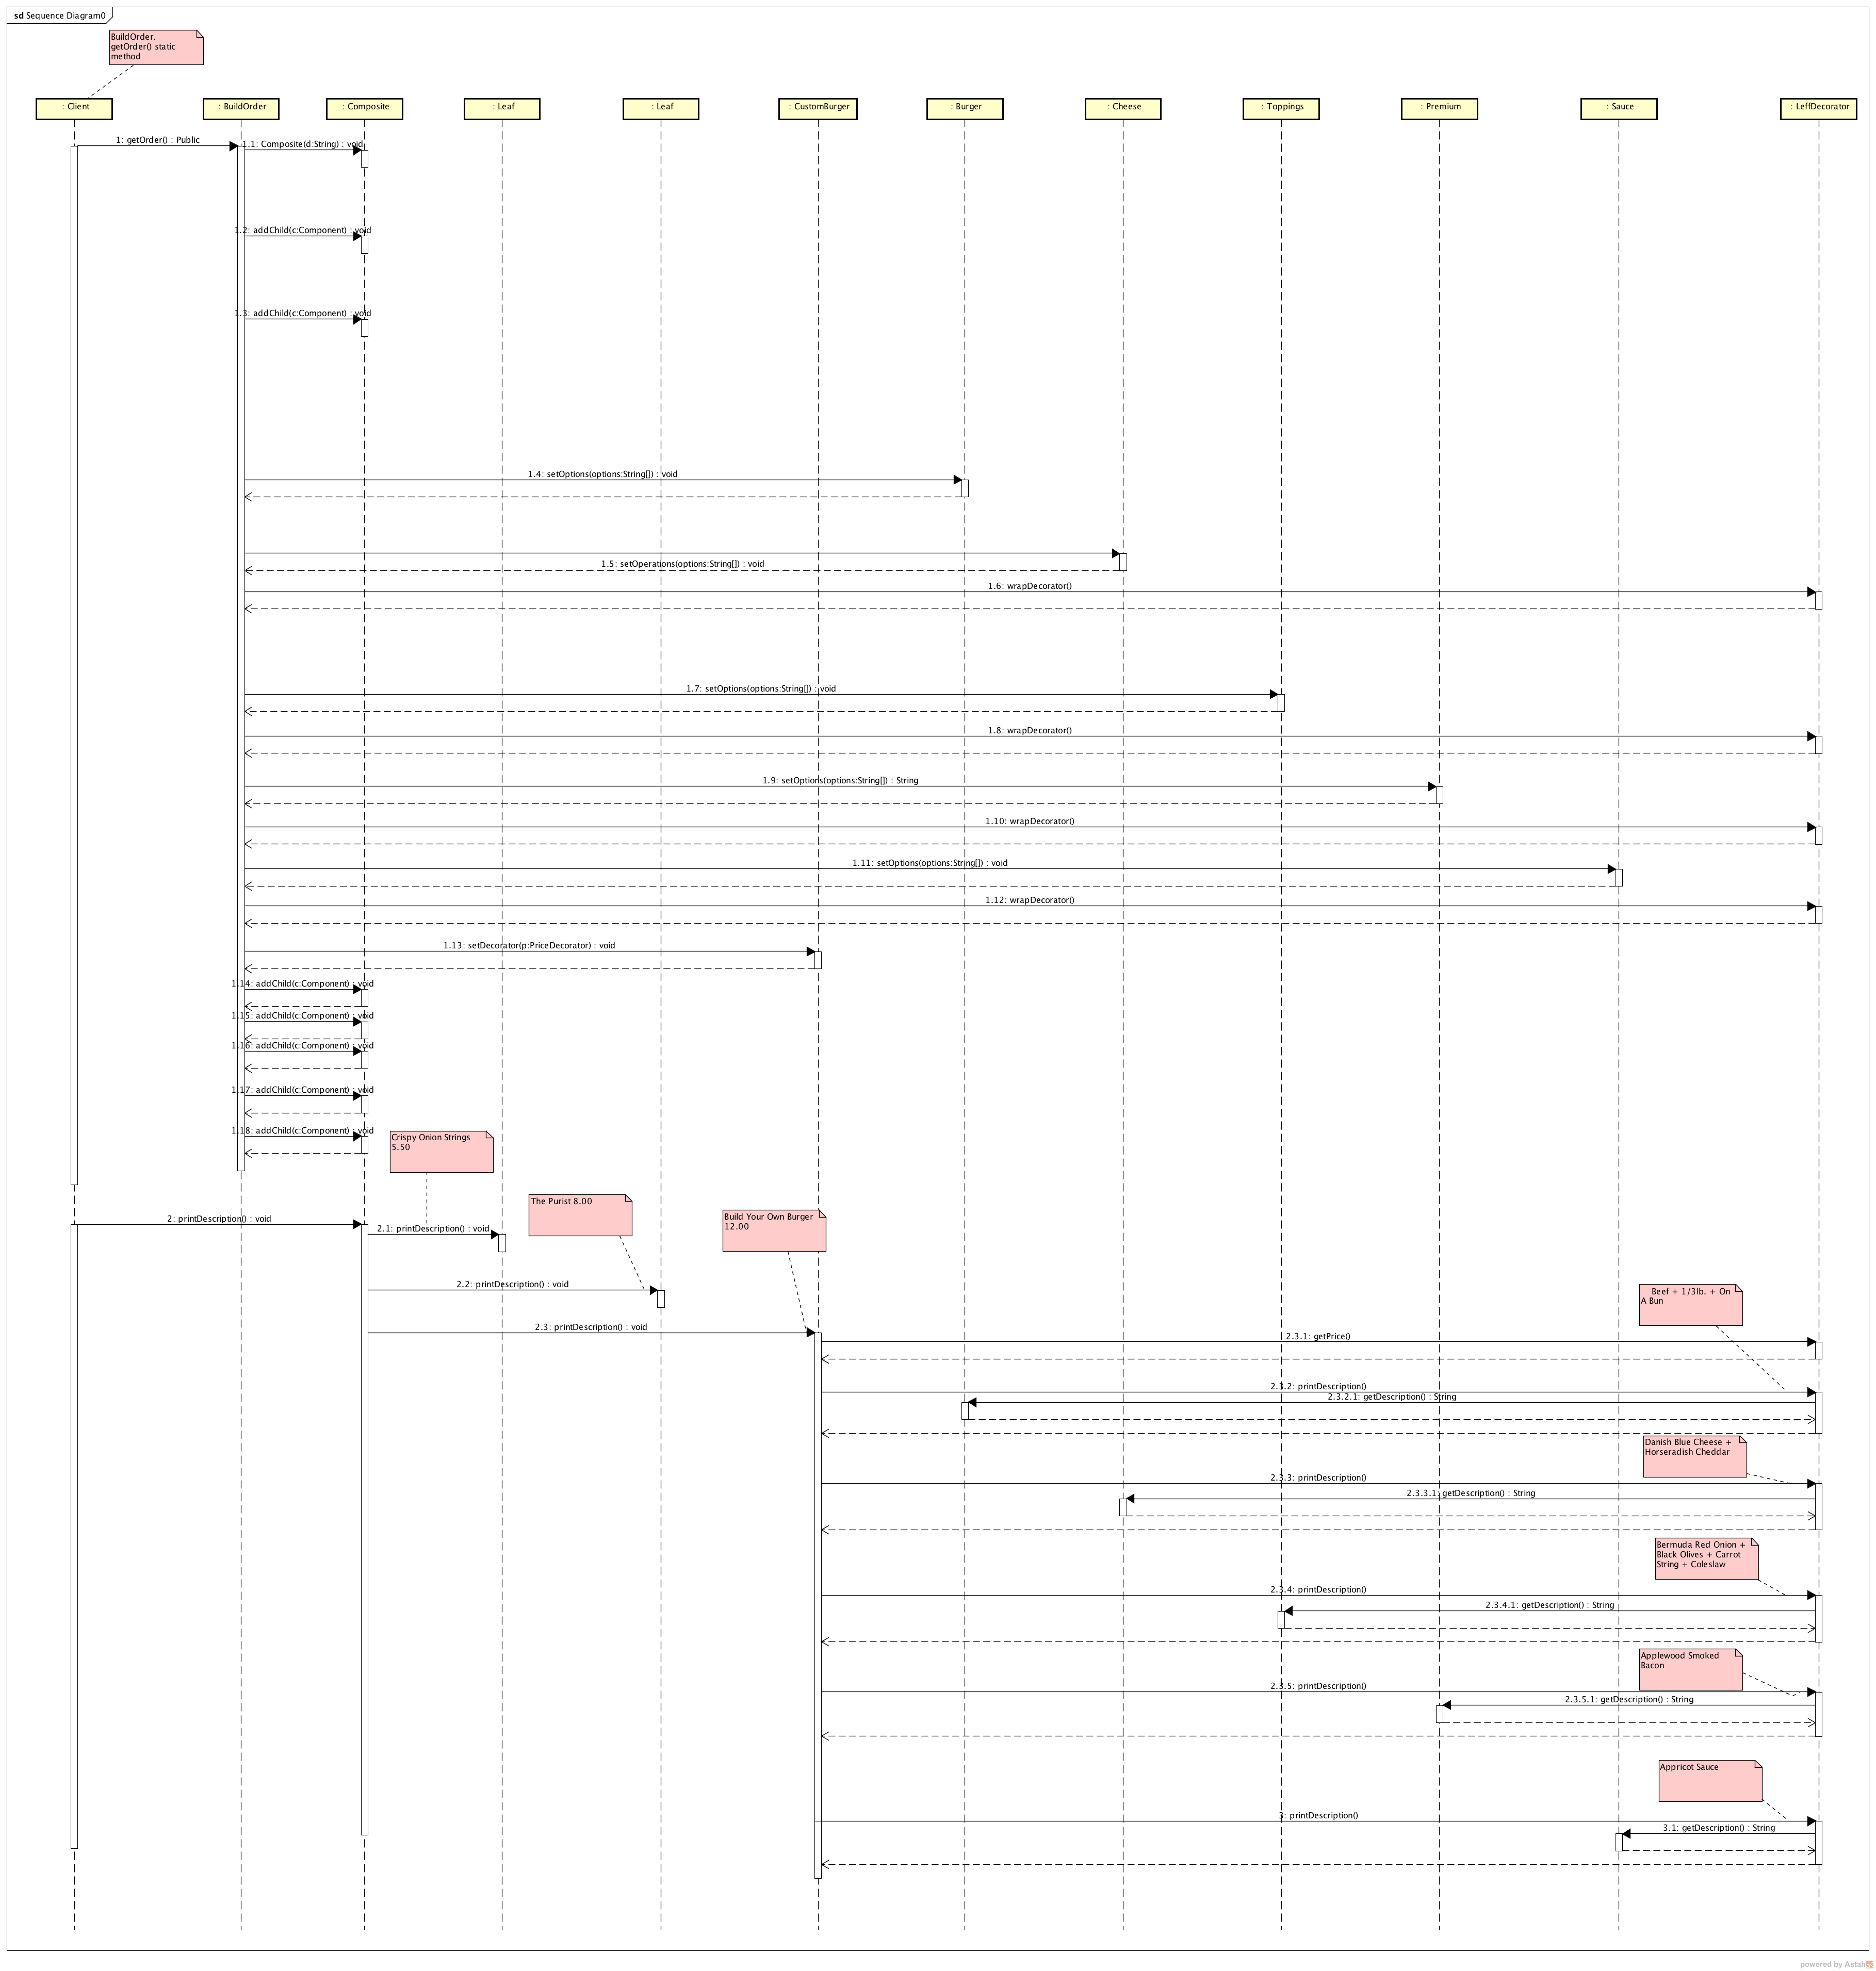 sd Sequence Diagram0
BuildOrder.
getOrder() static
method
: Client
: BuildOrder
: Composite
: Leaf
: Leaf
: CustomBurger
: Burger
: Cheese
: Toppings
: Premium
: Sauce
: LeffDecorator
1: getOrder() : Public
1.1: Composite(d:String) : void
1.2: addChild(c:Component) : void
1.3: addChild(c:Component) : void
1.4: setOptions(options:String[]) : void
1.5: setOperations(options:String[]) : void
1.6: wrapDecorator()
1.7: setOptions(options:String[]) : void
1.8: wrapDecorator()
1.9: setOptions(options:String[]) : String
1.10: wrapDecorator()
1.11: setOptions(options:String[]) : void
1.12: wrapDecorator()
1.13: setDecorator(p:PriceDecorator) : void
1.14: addChild(c:Component) : void
1.15: addChild(c:Component) : void
1.16: addChild(c:Component) : void
1.17: addChild(c:Component) : void
1.18: addChild(c:Component) : void
Crispy Onion Strings
5.50
The Purist 8.00
Build Your Own Burger
12.00
2: printDescription() : void
2.1: printDescription() : void
2.2: printDescription() : void
Beef + 1/3lb. + On
A Bun
2.3: printDescription() : void
2.3.1: getPrice()
2.3.2: printDescription()
2.3.2.1: getDescription() : String
Danish Blue Cheese +
Horseradish Cheddar
2.3.3: printDescription()
2.3.3.1: getDescription() : String
Bermuda Red Onion +
Black Olives + Carrot
String + Coleslaw
2.3.4: printDescription()
2.3.4.1: getDescription() : String
Applewood Smoked
Bacon
2.3.5: printDescription()
2.3.5.1: getDescription() : String
Appricot Sauce
3: printDescription()
3.1: getDescription() : String
powered by Astah